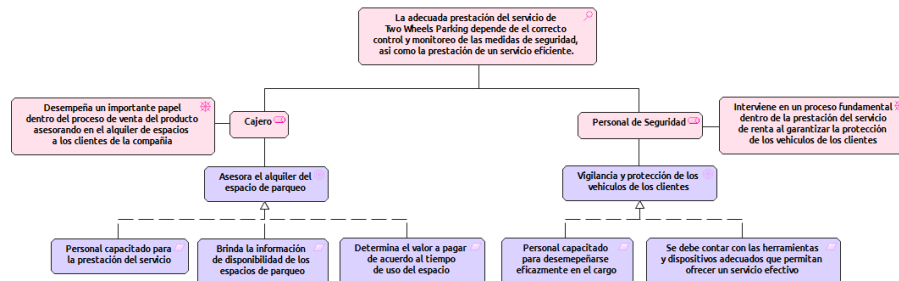 La adecuada prestación del servicio de
Two Wheels Parking depende de el correcto
control y monitoreo de las medidas de seguridad,
asi como la prestación de un servicio eficiente.
Desempeña un importante papel
dentro del proceso de venta del producto
asesorando en el alquiler de espacios
a los clientes de la compañia
Cajero
Personal de Seguridad
Interviene en un proceso fundamental
dentro de la prestación del servicio
de renta al garantizar la protección
de los vehiculos de los clientes
Asesora el alquiler del
espacio de parqueo
Vigilancia y protección de los
vehiculos de los clientes
Personal capacitado para
la prestación del servicio
Brinda la información
de disponibilidad de los
espacios de parqueo
Determina el valor a pagar
de acuerdo al tiempo
de uso del espacio
Personal capacitado
para desemepeñarse
eficazmente en el cargo
Se debe contar con las herramientas
y dispositivos adecuados que permitan
ofrecer un servicio efectivo